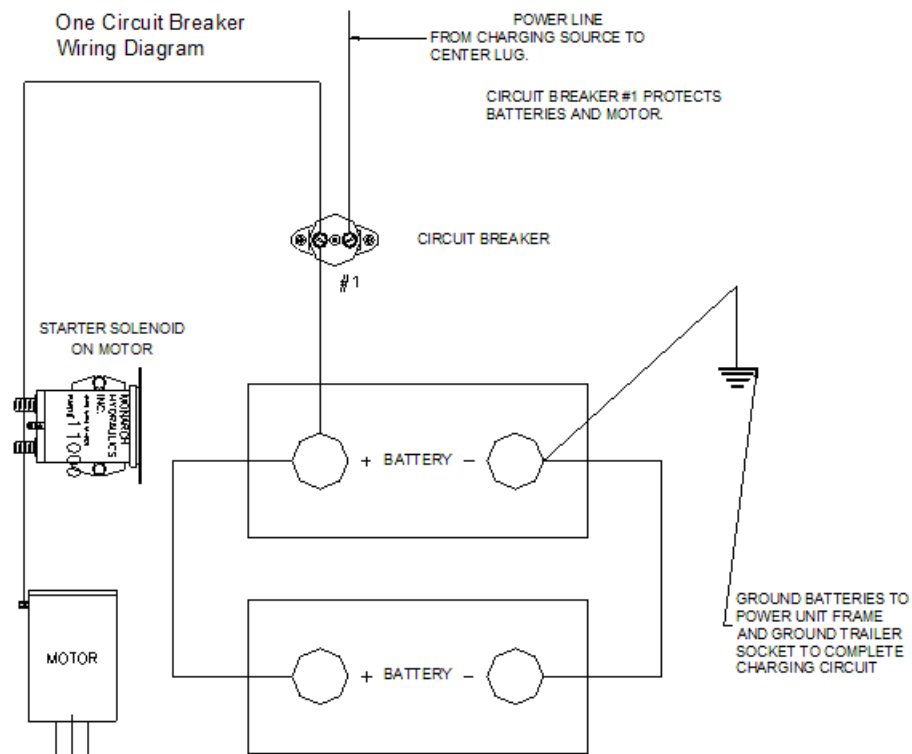 One Circuit Breaker
Wiring Diagram
POWER LINE
FROM CHARGING SOURCE TO
CENTER LUG.
CIRCUIT BREAKER #1 PROTECTS
BATTERIES AND MOTOR.
CIRCUIT BREAKER
#1
STARTER SOLENOID
ON MOTOR
MONARCH
HYDRAULICS
INC.
+ BATTERY -
+ BATTERY -
MOTOR
GROUND BATTERIES TO
POWER UNIT FRAME
AND GROUND TRAILER
SOCKET TO COMPLETE
CHARGING CIRCUIT